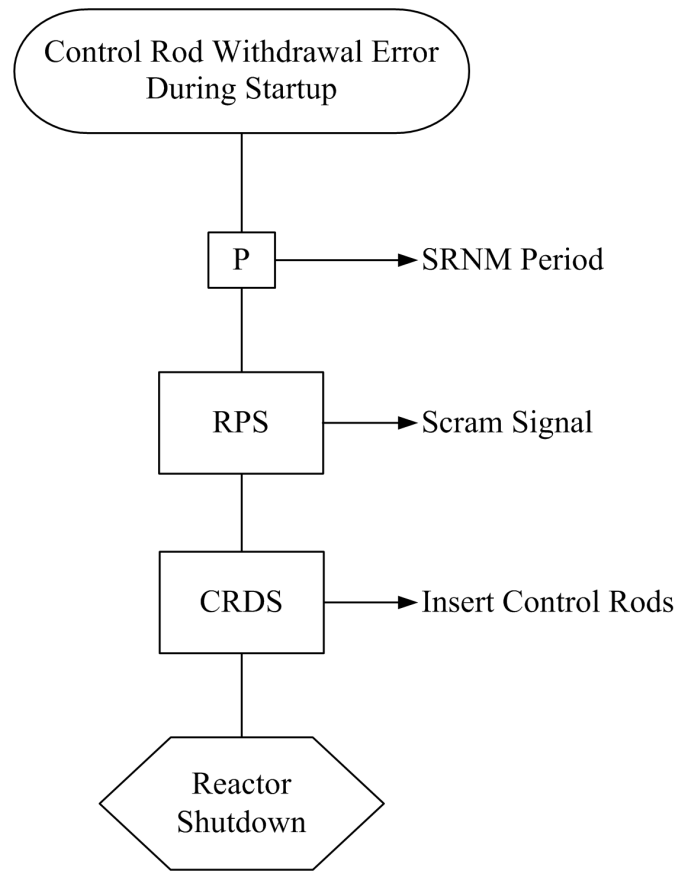 Control Rod Withdrawal Error
During Startup
P
SRNM Period
RPS
Scram Signal
CRDS
Insert Control Rods
Reactor
Shutdown